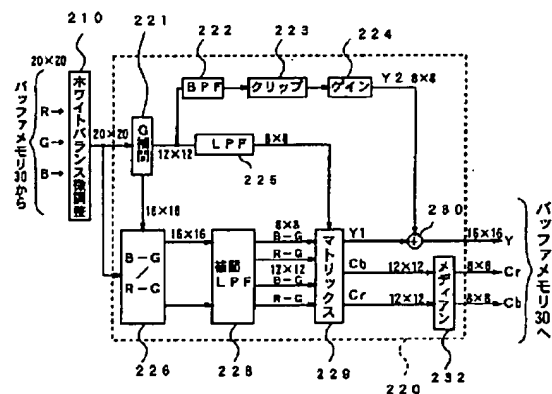 210
221
222
223
224
20×20
バッファメモリ30から
R→
G→
B→
ホワイトバランス微調整
20×20
G補間
BPF
クリップ
ゲイン
Y2 8×8
12×12
LPF
8×8
225
16×16
B-G
/
R-G
16×16
補間
LPF
8×8
B-G
R-G
12×12
B-G
R-G
マトリックス
Y1
Cb
Cr
12×12
12×12
メディアン
230
16×16
Y
8×8
Cr
8×8
Cb
バッファメモリ30へ
226
228
229
220
232